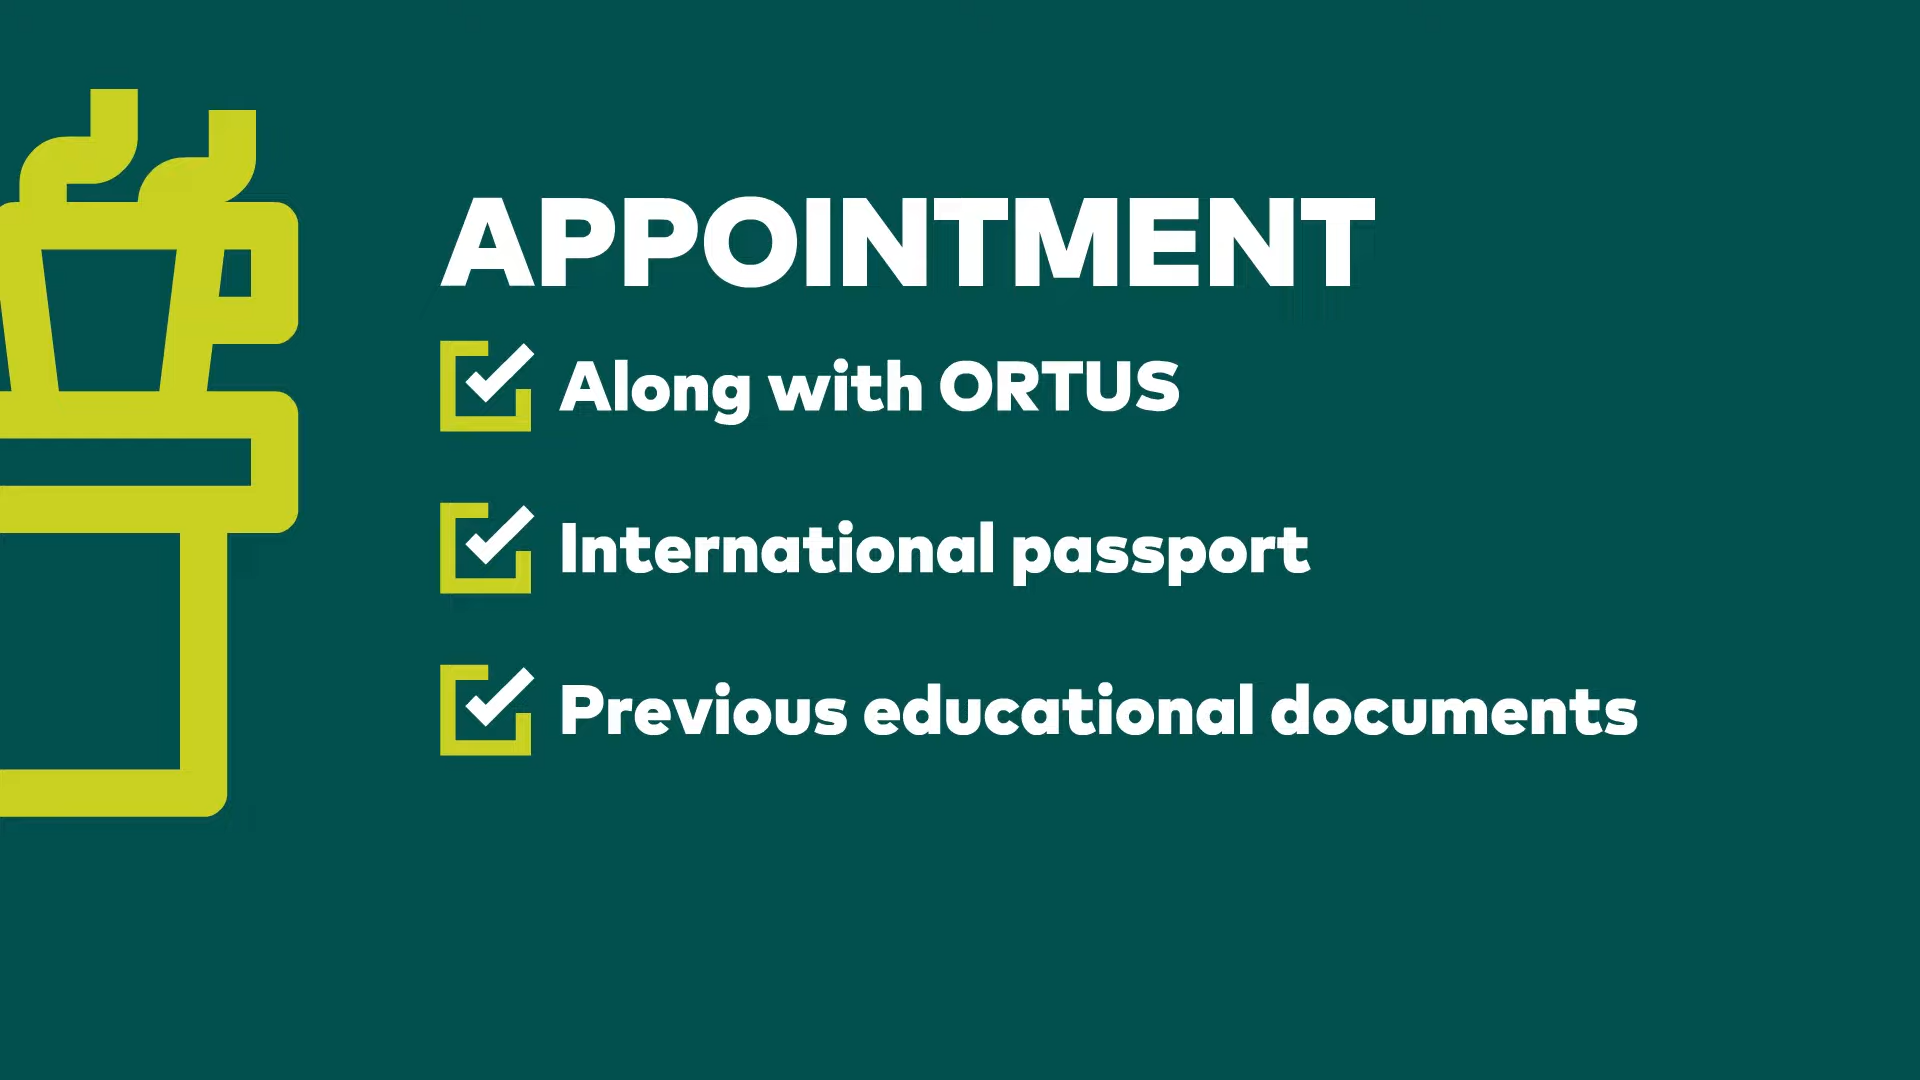 APPOINTMENT
Along with ORTUS
International passport
Previous educational documents